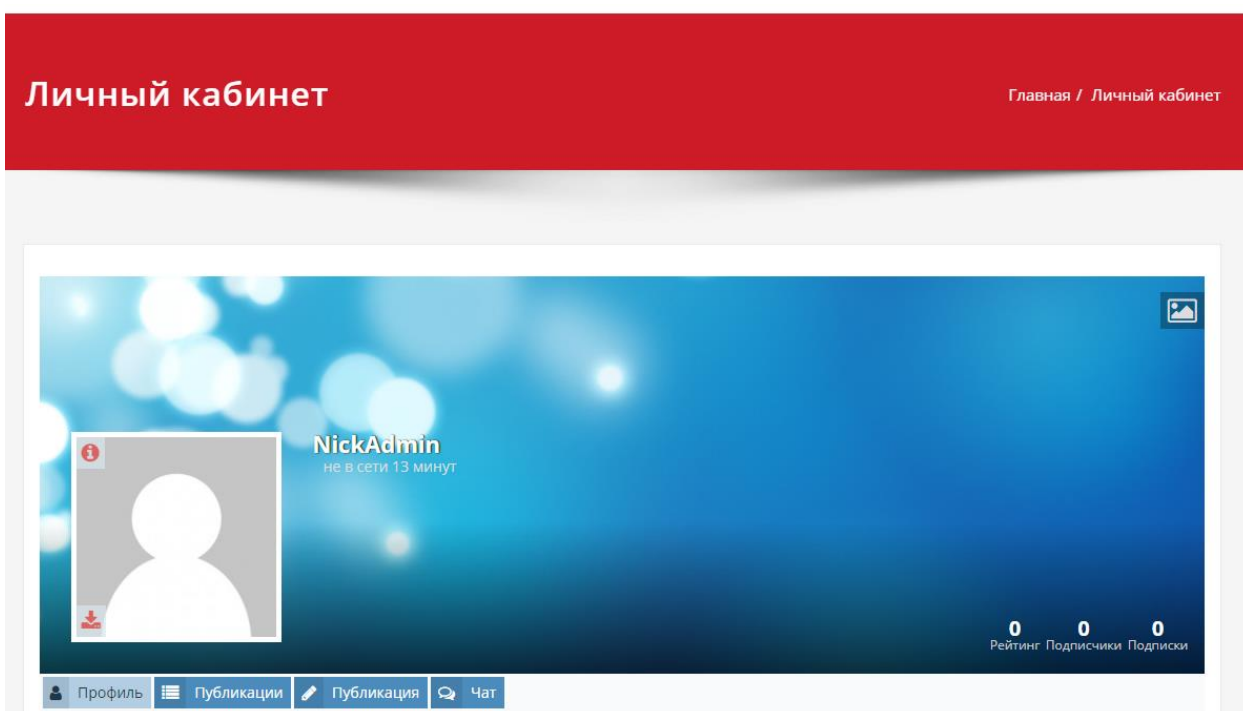 Личный кабинет
Главная / Личный кабинет
NickAdmin
не в сети 13 минут
0 0 0
Рейтинг Подписчики Подписки
Профиль Публикации Публикация Чат